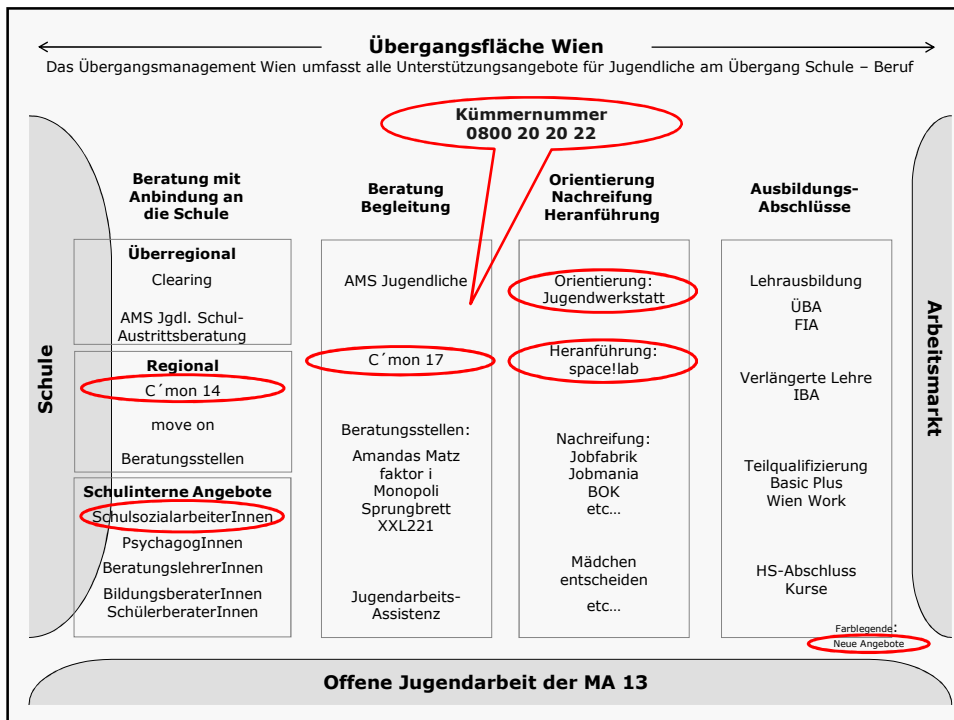 Übergangsfläche Wien
Das Übergangsmanagement Wien umfasst alle Unterstützungsangebote für Jugendliche am Übergang Schule – Beruf
Kümmernummer
0800 20 20 22
Schule
Beratung mit
Anbindung an
die Schule
Überregional
Clearing
AMS Jgdl. Schul-
Austrittsberatung
Regional
C´mon 14
move on
Beratungsstellen
Schulinterne Angebote
SchulsozialarbeiterInnen
PsychagogInnen
BeratungslehrerInnen
BildungsberaterInnen
SchülerberaterInnen
Beratung
Begleitung
AMS Jugendliche
C´mon 17
Beratungsstellen:
Amandas Matz
faktor i
Monopoli
Sprungbrett
XXL221
Jugendarbeits-
Assistenz
Orientierung
Nachreifung
Heranführung
Orientierung:
Jugendwerkstatt
Heranführung:
space!lab
Nachreifung:
Jobfabrik
Jobmania
BOK
etc…
Mädchen
entscheiden
etc…
Ausbildungs-
Abschlüsse
Lehrausbildung
ÜBA
FIA
Verlängerte Lehre
IBA
Teilqualifizierung
Basic Plus
Wien Work
HS-Abschluss
Kurse
Arbeitsmarkt
Farblegende:
Neue Angebote
Offene Jugendarbeit der MA 13